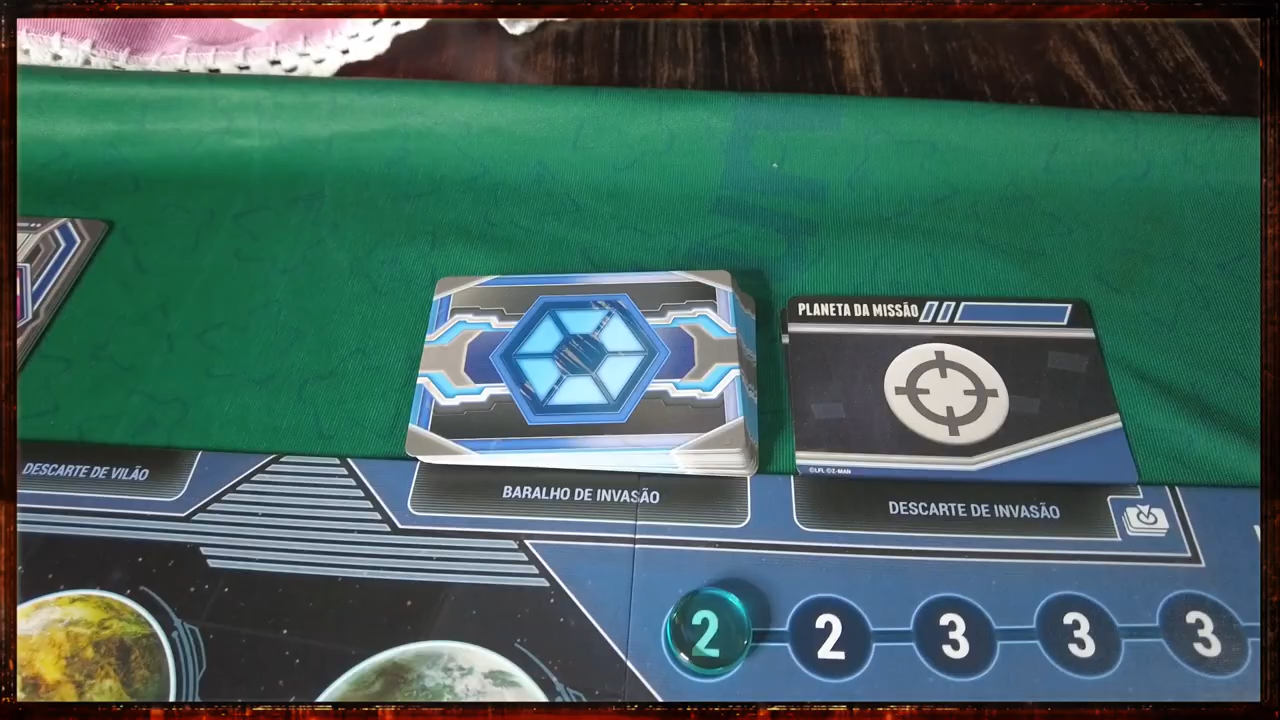 PLANETA DA MISSÃO
©LFL ©Z-MAN
DESCARTE DE VILÃO
BARALHO DE INVASÃO
DESCARTE DE INVASÃO
2 2 3 3 3